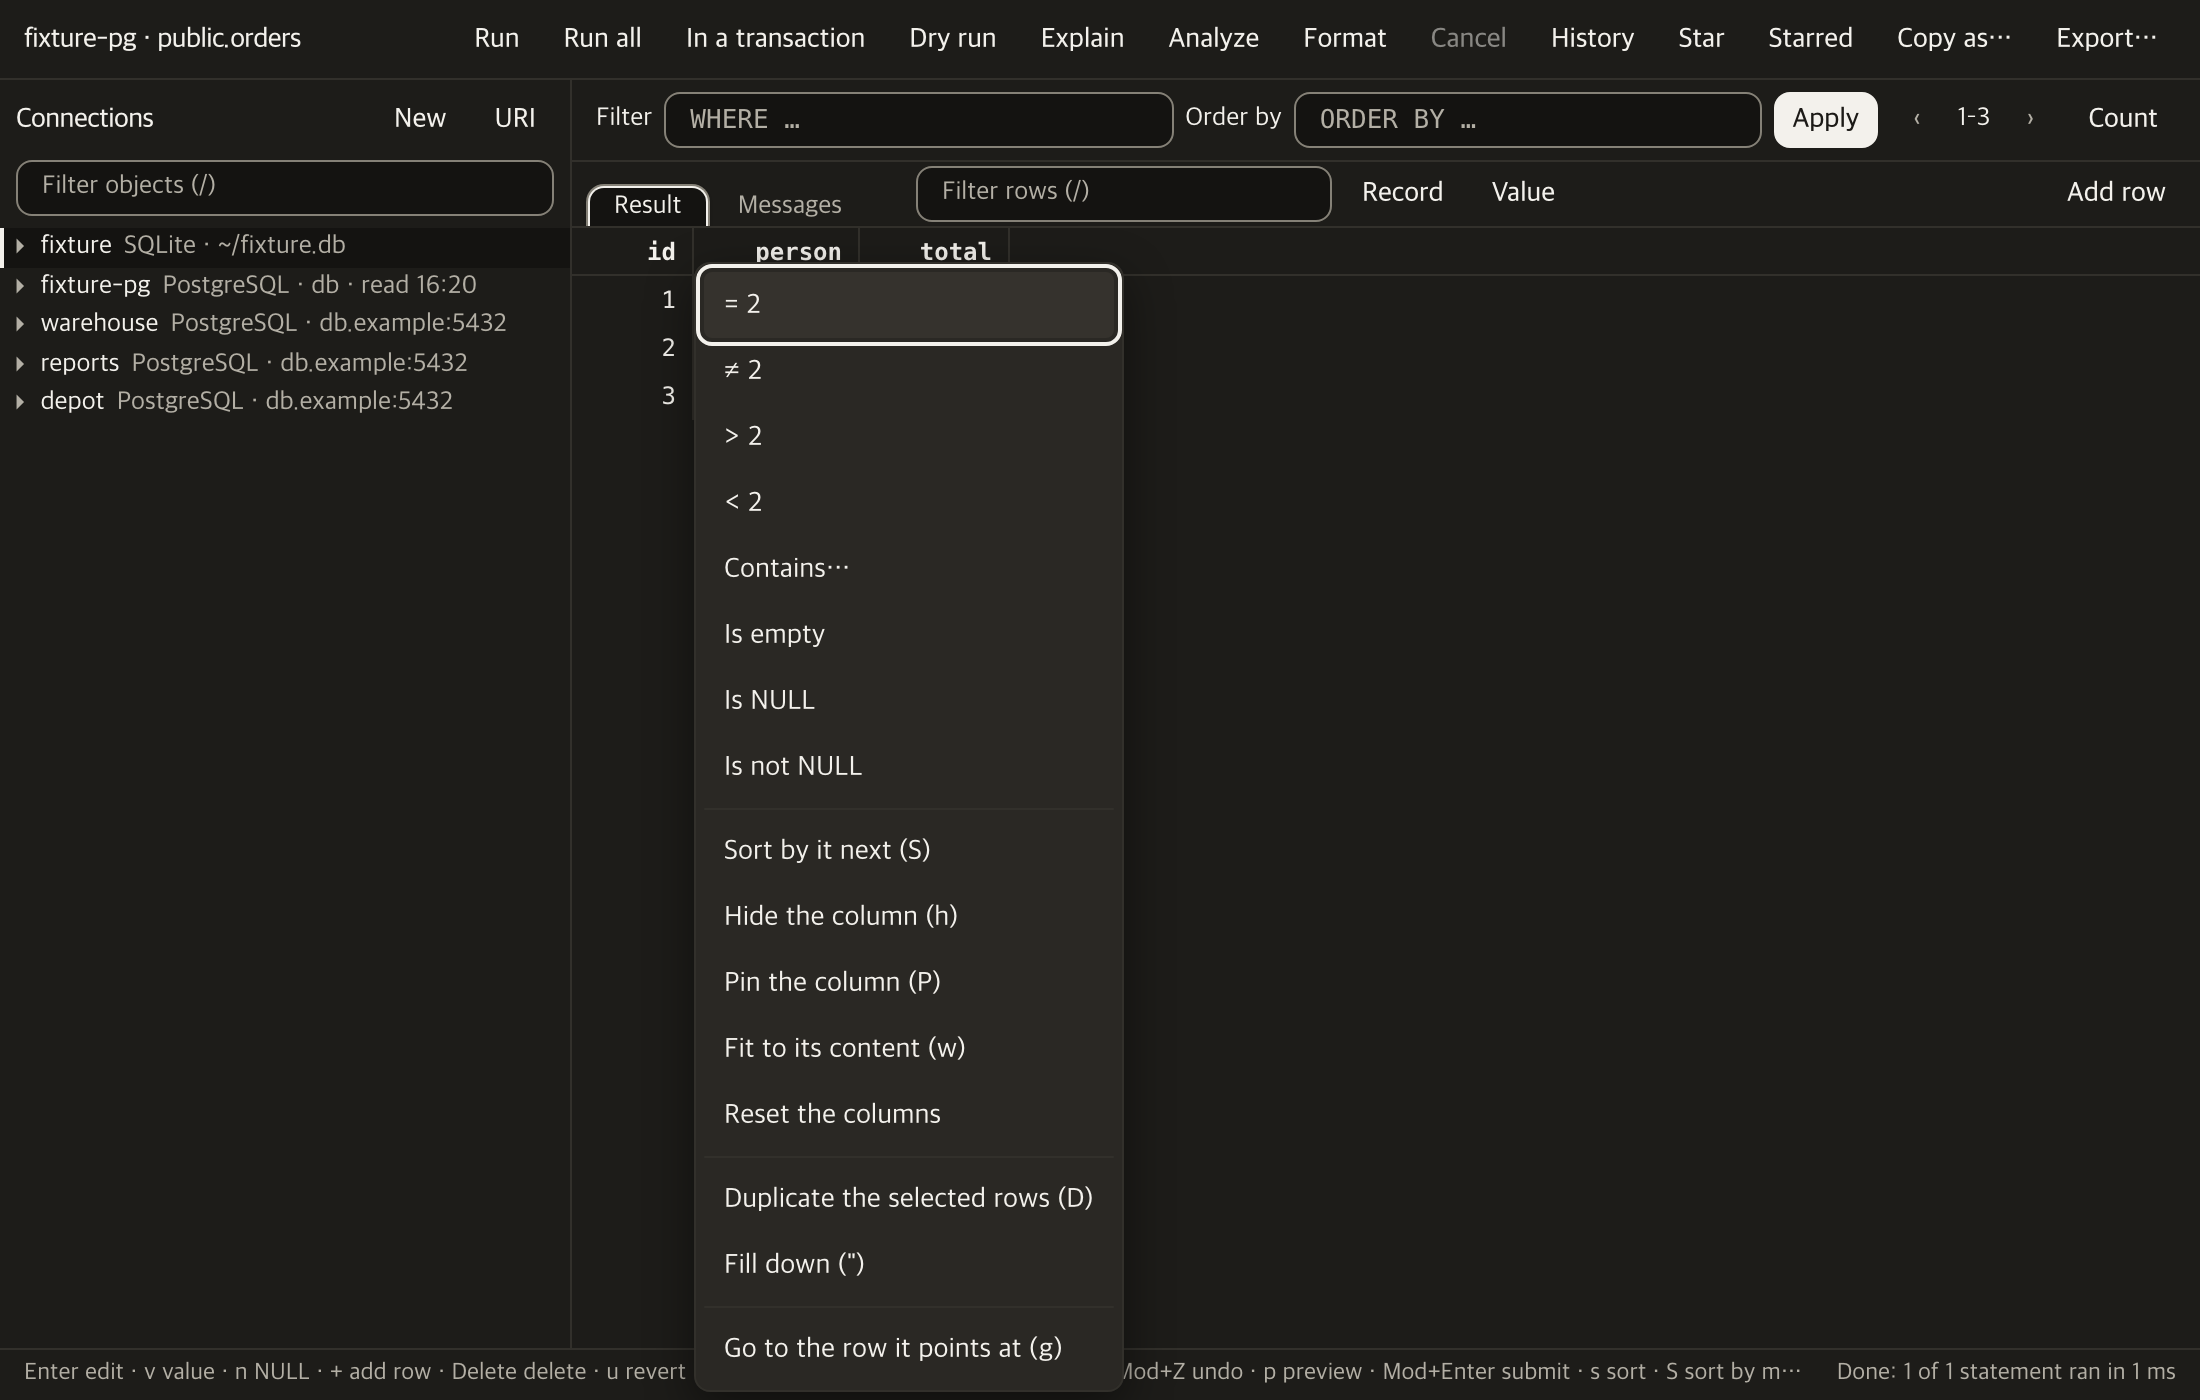 fixture-pg · public.orders Run Run all In a transaction Dry run Explain Analyze Format Cancel History Star Starred Copy as… Export…
Connections New URI
Filter objects (/)
fixture SQLite · ~/fixture.db
fixture-pg PostgreSQL · db · read 16:20
warehouse PostgreSQL · db.example:5432
reports PostgreSQL · db.example:5432
depot PostgreSQL · db.example:5432
Filter WHERE … Order by ORDER BY … Apply ‹ 1-3 › Count
Result Messages Filter rows (/) Record Value Add row
id person total
1
2
3
= 2
≠ 2
> 2
< 2
Contains…
Is empty
Is NULL
Is not NULL
Sort by it next (S)
Hide the column (h)
Pin the column (P)
Fit to its content (w)
Reset the columns
Duplicate the selected rows (D)
Fill down (")
Go to the row it points at (g)
Enter edit · v value · n NULL · + add row · Delete delete · u revert Mod+Z undo · p preview · Mod+Enter submit · s sort · S sort by m… Done: 1 of 1 statement ran in 1 ms